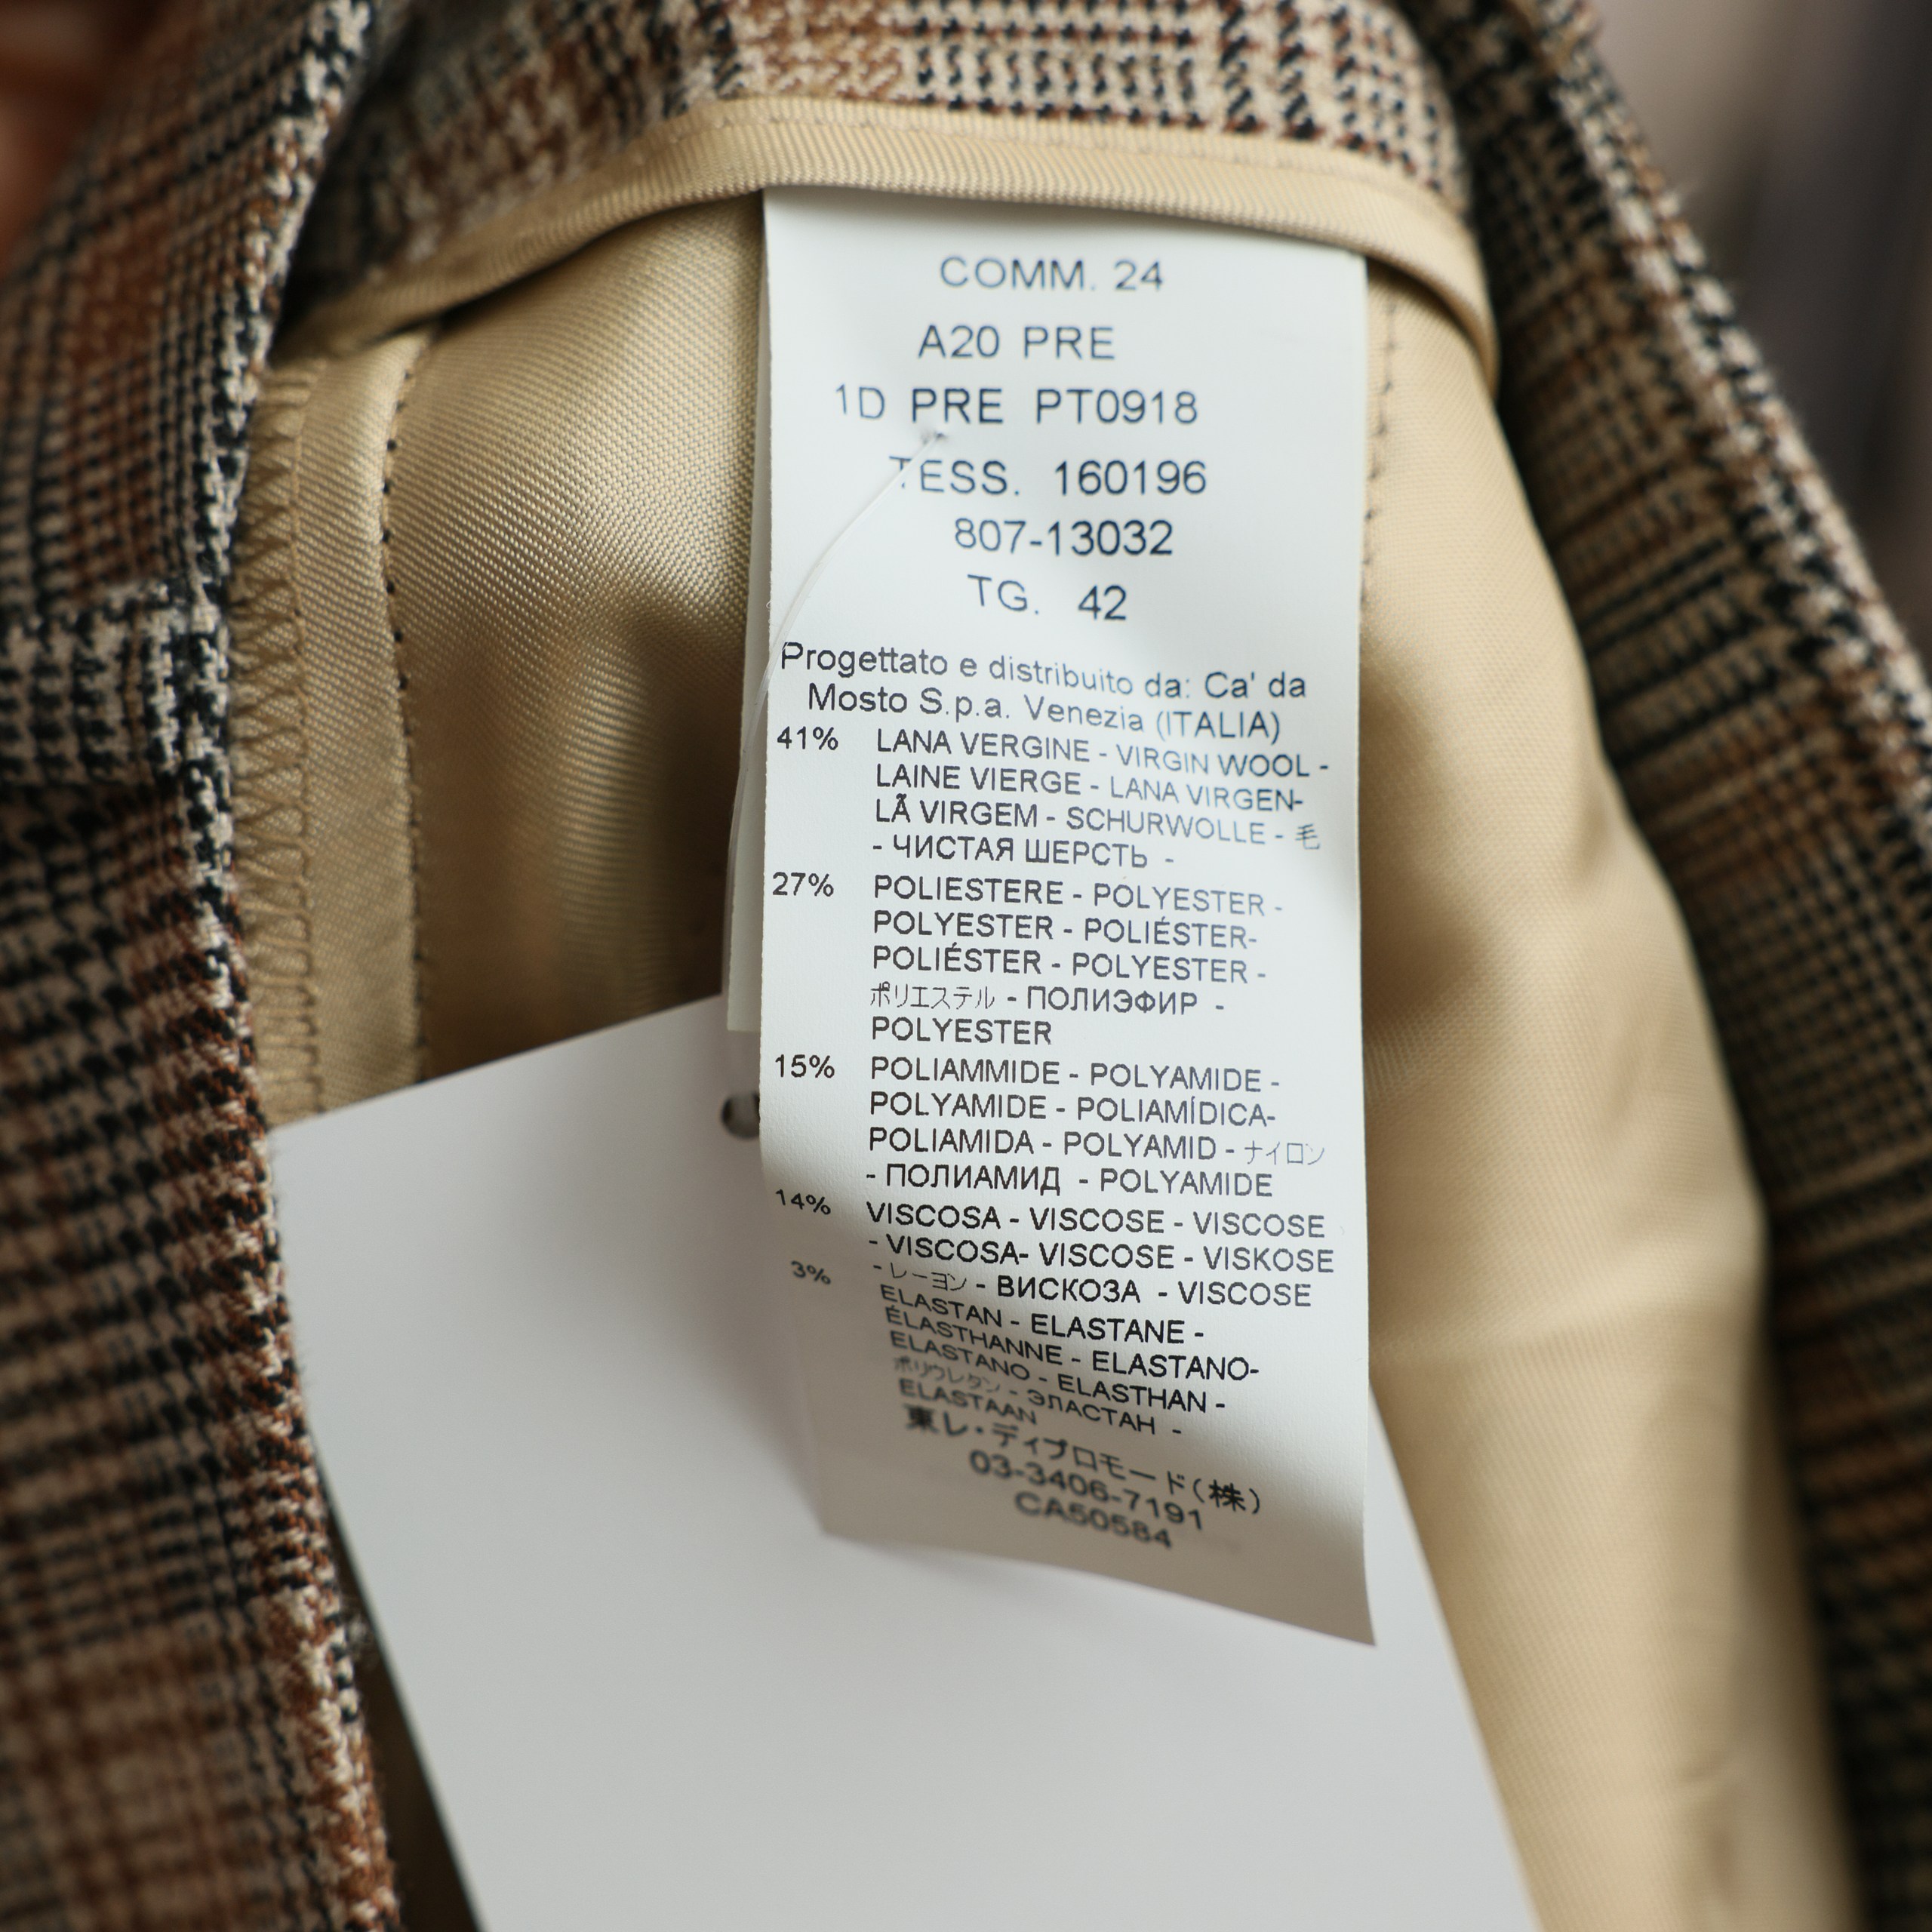 COMM. 24
A20 PRE
1D PRE PT0918
TESS. 160196
807-13032
TG. 42
Progettato e distribuito da: Ca' da
Mosto S.p.a. Venezia (ITALIA)
41% LANA VERGINE - VIRGIN WOOL -
LAINE VIERGE - LANA VIRGEN-
LÃ VIRGEM - SCHURWOLLE - 毛
- ЧИСТАЯ ШЕРСТЬ -
27% POLIESTERE - POLYESTER -
POLYESTER - POLIÉSTER-
POLIÉSTER - POLYESTER -
ポリエステル - ПОЛИЭФИР -
POLYESTER
15% POLIAMMIDE - POLYAMIDE -
POLYAMIDE - POLIAMÍDICA-
POLIAMIDA - POLYAMID - ナイロン
- ПОЛИАМИД - POLYAMIDE
14% VISCOSA - VISCOSE - VISCOSE
- VISCOSA- VISCOSE - VISKOSE
- レーヨン - ВИСКОЗА - VISCOSE
3% ELASTAN - ELASTANE -
ÉLASTHANNE - ELASTANO-
ELASTANO - ELASTHAN -
ポリウレタン - ЭЛАСТАН -
ELASTAAN
東レ・ディプロモード(株)
03-3406-7191
CA50584